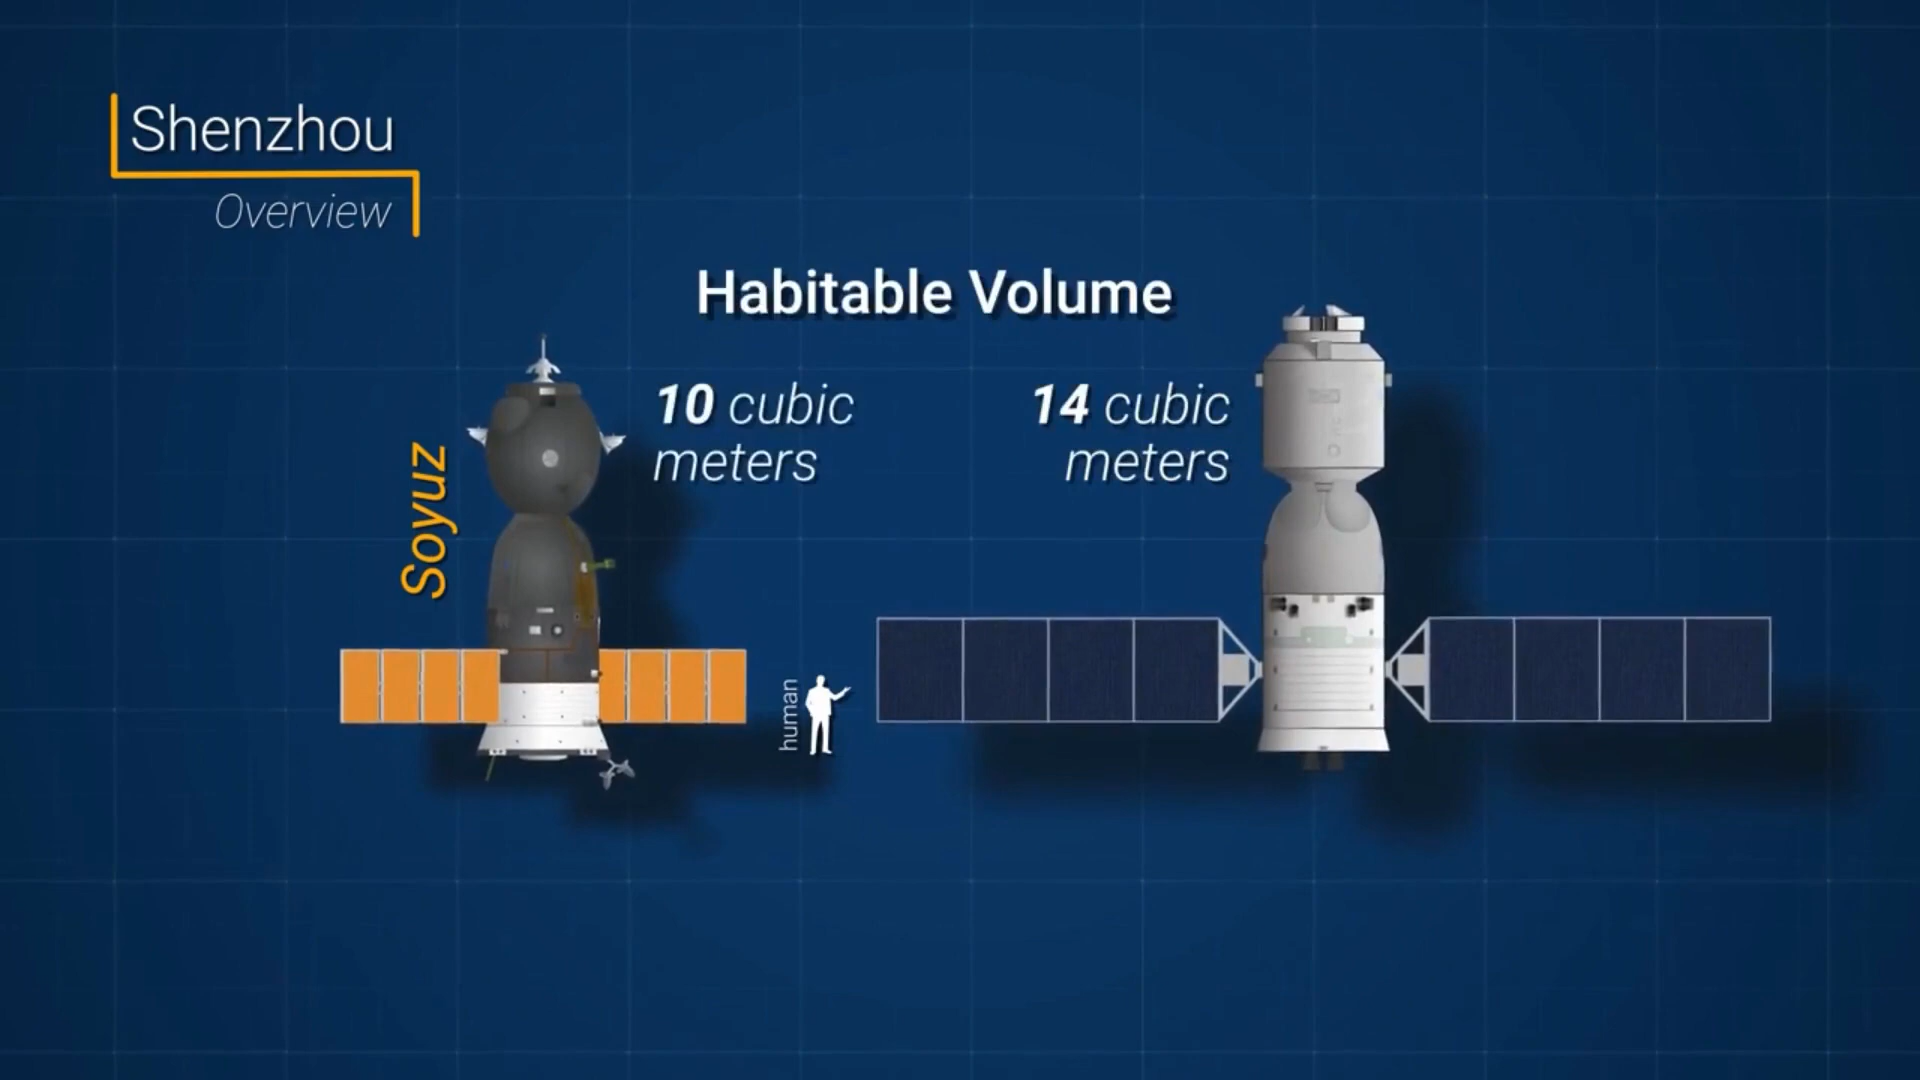 Shenzhou
Overview
Habitable Volume
10 cubic
meters
14 cubic
meters
Soyuz
human